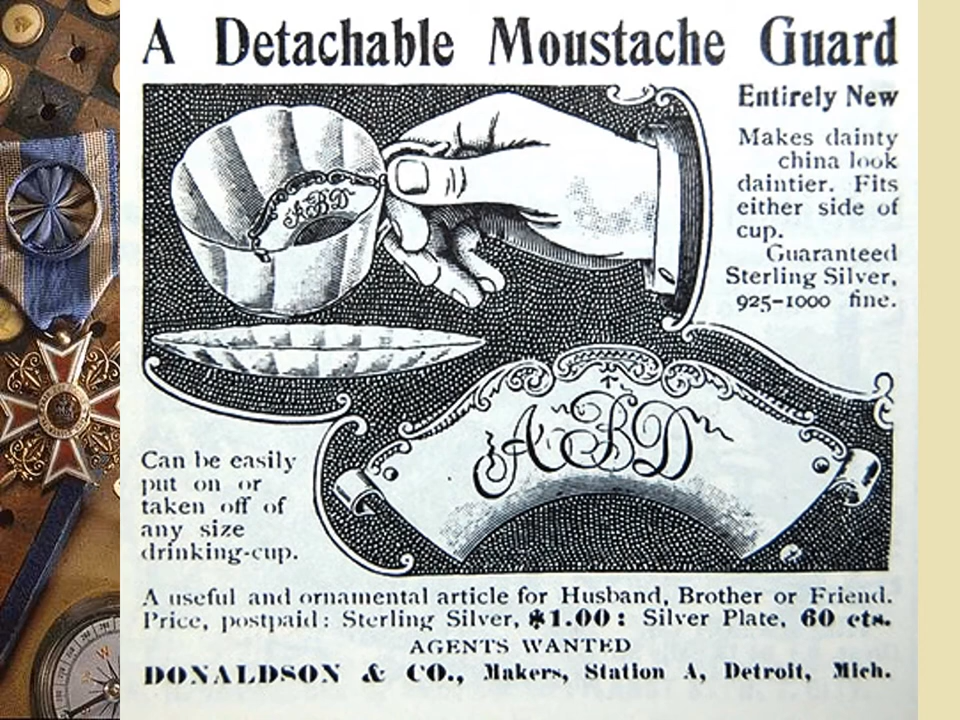 A Detachable Moustache Guard
Entirely New
Makes dainty
china look
daintier. Fits
either side of
cup.
Guaranteed
Sterling Silver,
925-1000 fine.
ABD
ABD
Can be easily
put on or
taken off of
any size
drinking-cup.
A useful and ornamental article for Husband, Brother or Friend.
Price, postpaid: Sterling Silver, $1.00: Silver Plate, 60 cts.
AGENTS WANTED
DONALDSON & CO., Makers, Station A, Detroit, Mich.